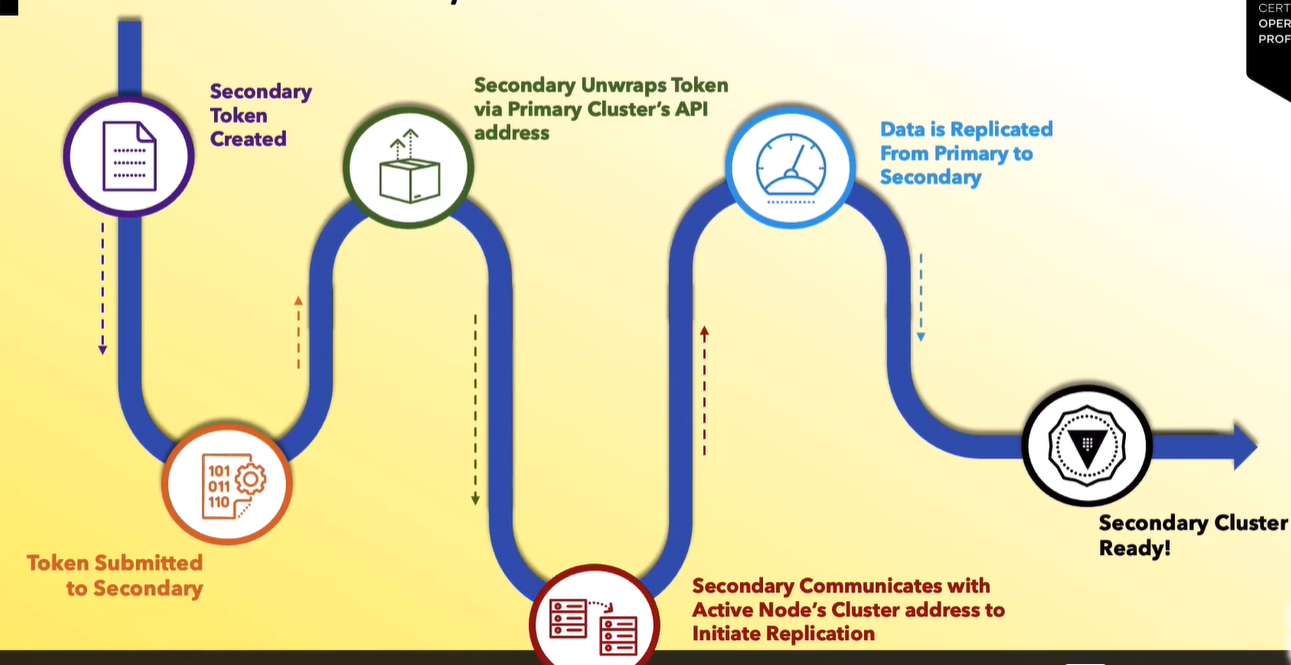 CERT
OPER
PROF
Secondary
Token
Created
Secondary Unwraps Token
via Primary Cluster's API
address
Data is Replicated
From Primary to
Secondary
101
011
110
Token Submitted
to Secondary
Secondary Communicates with
Active Node's Cluster address to
Initiate Replication
Secondary Cluster
Ready!